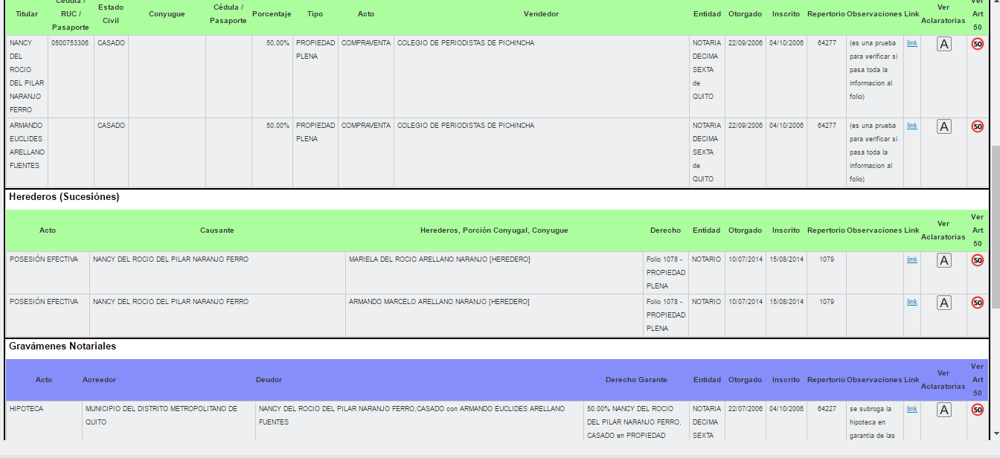 Titular Cédula / RUC / Pasaporte Estado Civil Conyugue Cédula / Pasaporte Porcentaje Tipo Acto Vendedor Entidad Otorgado Inscrito Repertorio Observaciones Link Ver Aclaratorias Ver Art 50
NANCY DEL ROCIO DEL PILAR NARANJO FERRO 0500753306 CASADO 50,00% PROPIEDAD PLENA COMPRAVENTA COLEGIO DE PERIODISTAS DE PICHINCHA NOTARIA DECIMA SEXTA de QUITO 22/09/2006 04/10/2006 64277 (es una prueba para verificar si pasa toda la informacion al folio) link A 50
ARMANDO EUCLIDES ARELLANO FUENTES CASADO 50,00% PROPIEDAD PLENA COMPRAVENTA COLEGIO DE PERIODISTAS DE PICHINCHA NOTARIA DECIMA SEXTA de QUITO 22/09/2006 04/10/2006 64277 (es una prueba para verificar si pasa toda la informacion al folio) link A 50
Herederos (Sucesiónes)
Acto Causante Herederos, Porción Conyugal, Conyugue Derecho Entidad Otorgado Inscrito Repertorio Observaciones Link Ver Aclaratorias Ver Art 50
POSESIÓN EFECTIVA NANCY DEL ROCIO DEL PILAR NARANJO FERRO MARIELA DEL ROCIO ARELLANO NARANJO [HEREDERO] Folio 1078 - PROPIEDAD PLENA NOTARIO 10/07/2014 15/08/2014 1079 link A 50
POSESIÓN EFECTIVA NANCY DEL ROCIO DEL PILAR NARANJO FERRO ARMANDO MARCELO ARELLANO NARANJO [HEREDERO] Folio 1078 - PROPIEDAD PLENA NOTARIO 10/07/2014 15/08/2014 1079 link A 50
Gravámenes Notariales
Acto Acreedor Deudor Derecho Garante Entidad Otorgado Inscrito Repertorio Observaciones Link Ver Aclaratorias Ver Art 50
HIPOTECA MUNICIPIO DEL DISTRITO METROPOLITANO DE QUITO NANCY DEL ROCIO DEL PILAR NARANJO FERRO,CASADO con ARMANDO EUCLIDES ARELLANO FUENTES 50.00% NANCY DEL ROCIO DEL PILAR NARANJO FERRO, CASADO en PROPIEDAD NOTARIA DECIMA SEXTA 22/07/2006 04/10/2006 64227 se subroga la hipoteca en garantia de las link A 50